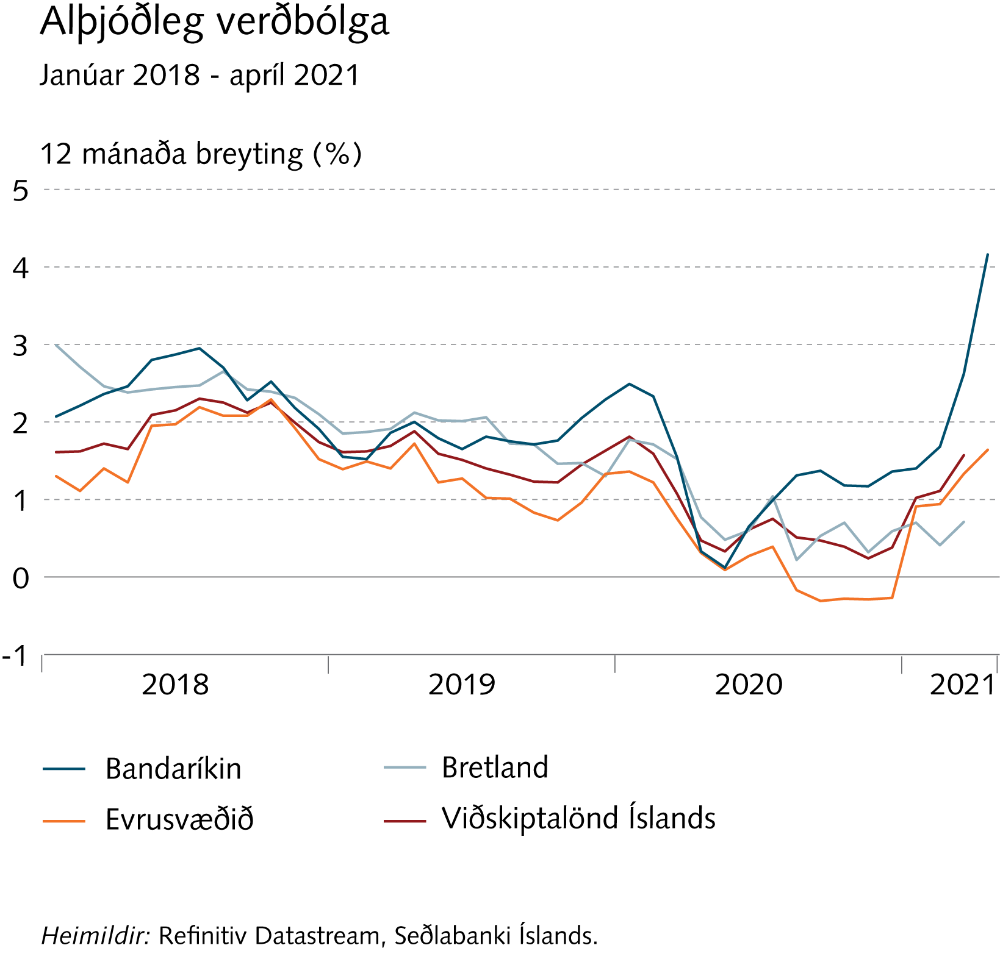 Alþjóðleg verðbólga
Janúar 2018 - apríl 2021
12 mánaða breyting (%)
5
4
3
2
1
0
-1
2018 2019 2020 2021
Bandaríkin Bretland
Evrusvæðið Viðskiptalönd Íslands
Heimildir: Refinitiv Datastream, Seðlabanki Íslands.